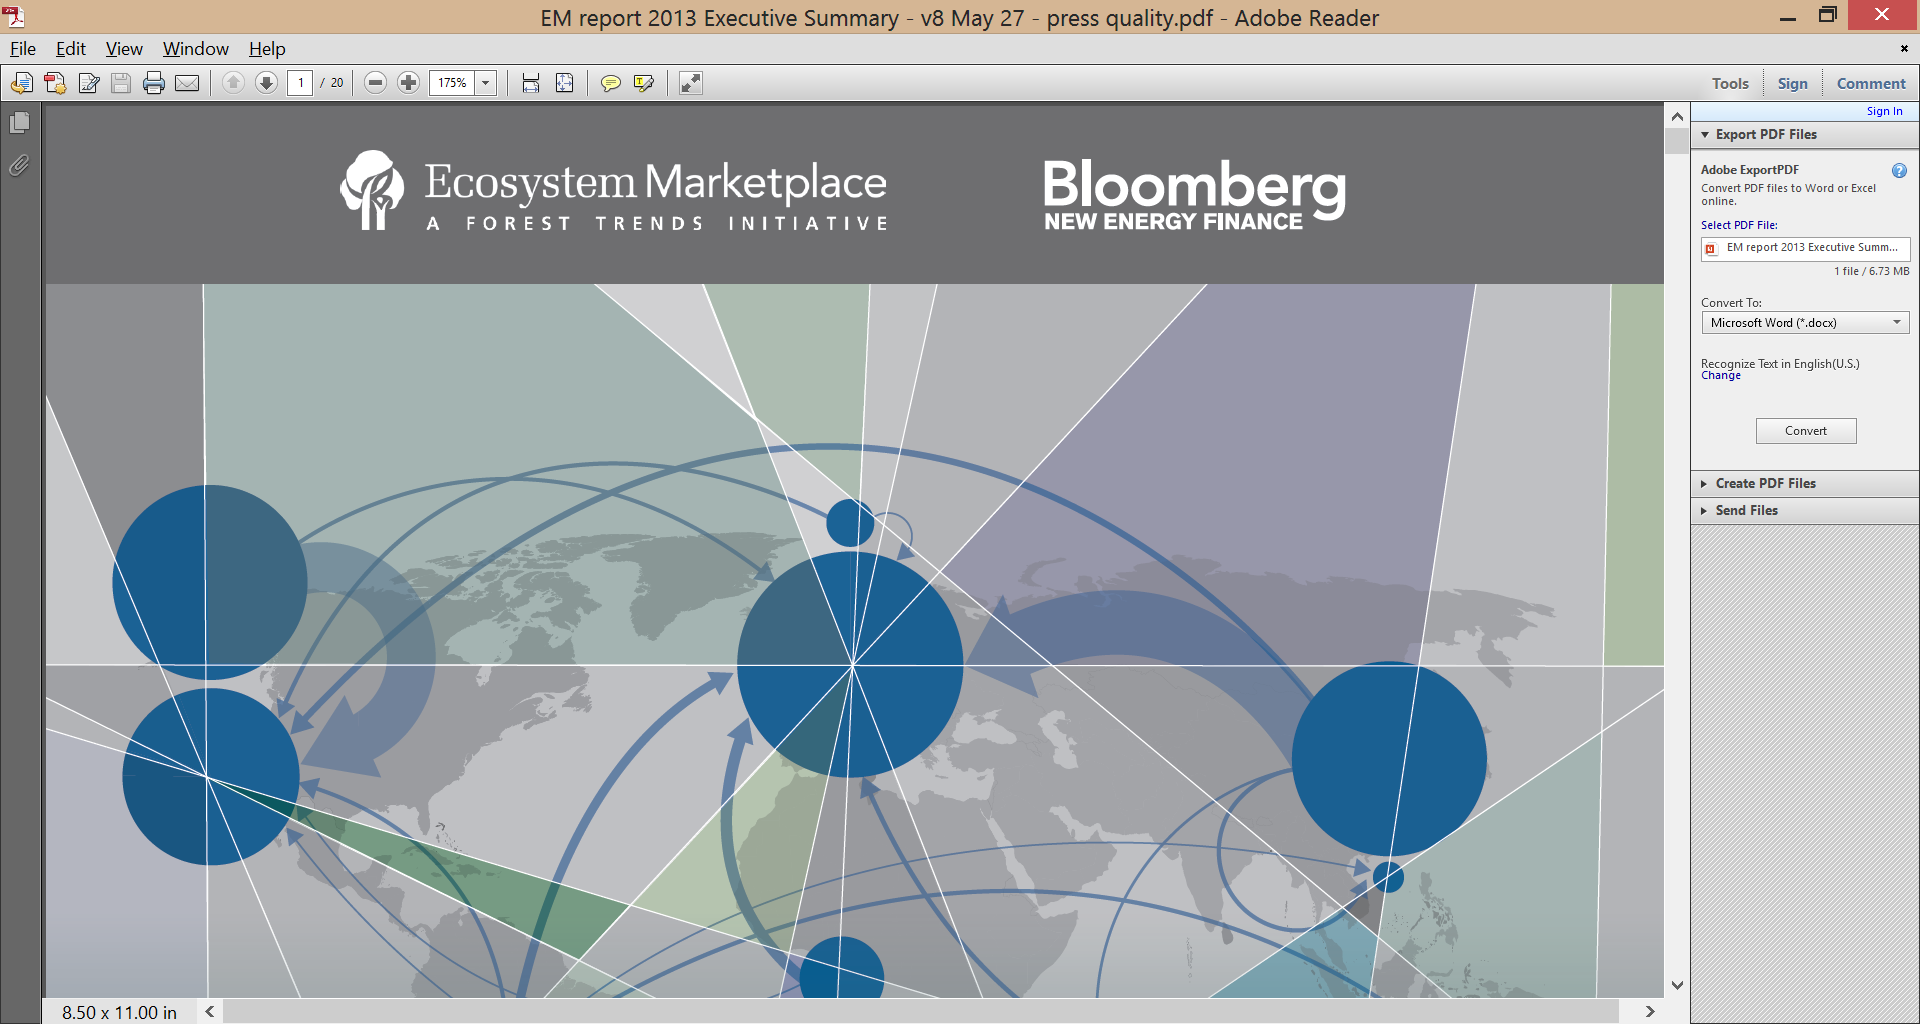 EM report 2013 Executive Summary - v8 May 27 - press quality.pdf - Adobe Reader
File Edit View Window Help
1 / 20 175% Tools Sign Comment
Sign In
Export PDF Files
Adobe ExportPDF
Convert PDF files to Word or Excel
online.
Select PDF File:
EM report 2013 Executive Summ...
1 file / 6.73 MB
Convert To:
Microsoft Word (*.docx)
Recognize Text in English(U.S.)
Change
Convert
Create PDF Files
Send Files
Ecosystem Marketplace
A FOREST TRENDS INITIATIVE
Bloomberg
NEW ENERGY FINANCE
8.50 x 11.00 in